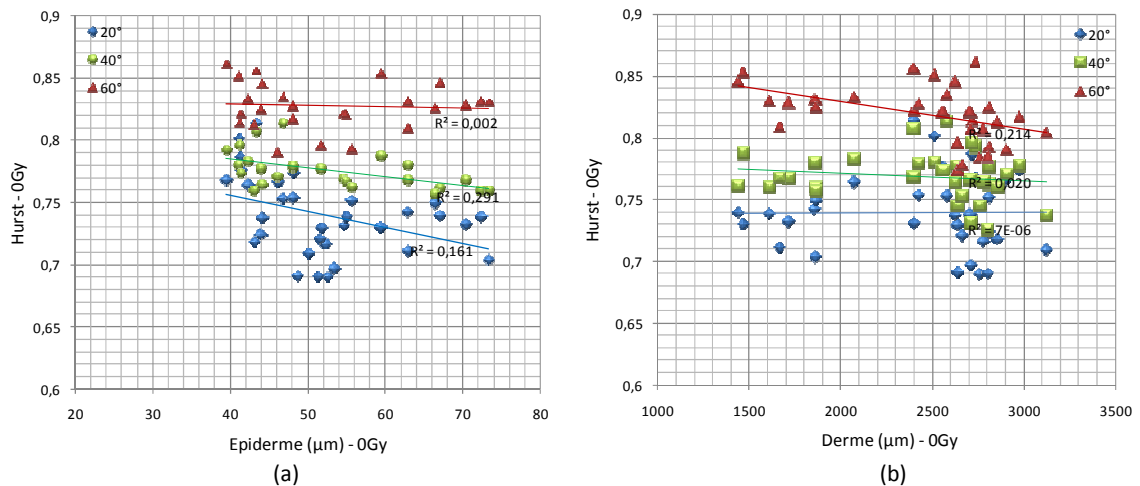 0,9
20°
40°
60°
0,85
0,8
0,75
0,7
0,65
0,6
Hurst - 0Gy
R² = 0,002
R² = 0,291
R² = 0,161
20 30 40 50 60 70 80
Epiderme (µm) - 0Gy
(a)
0,9
20°
40°
60°
0,85
0,8
0,75
0,7
0,65
0,6
Hurst - 0Gy
R² = 0,214
R² = 0,020
R² = 7E-06
1000 1500 2000 2500 3000 3500
Derme (µm) - 0Gy
(b)